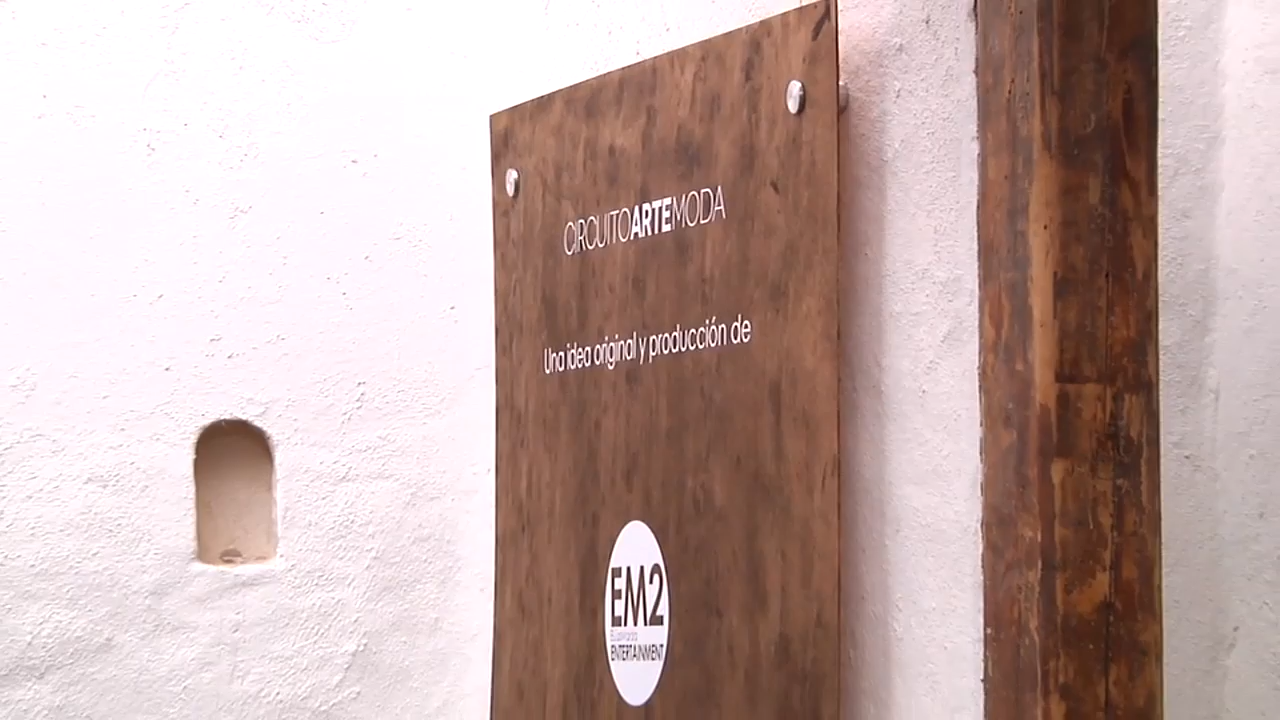 CIRCUITOARTEMODA
Una idea original y producción de
EM2
ENTERTAINMENT